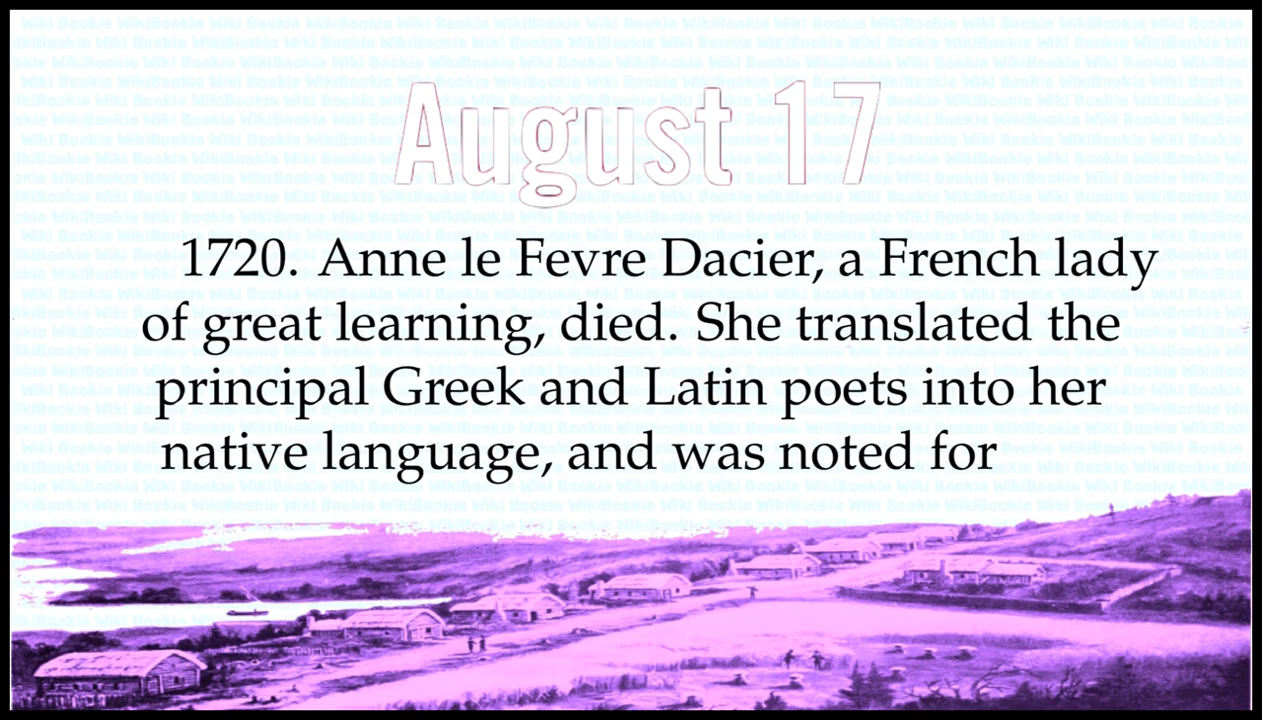 August 17
1720. Anne le Fevre Dacier, a French lady
of great learning, died. She translated the
principal Greek and Latin poets into her
native language, and was noted for